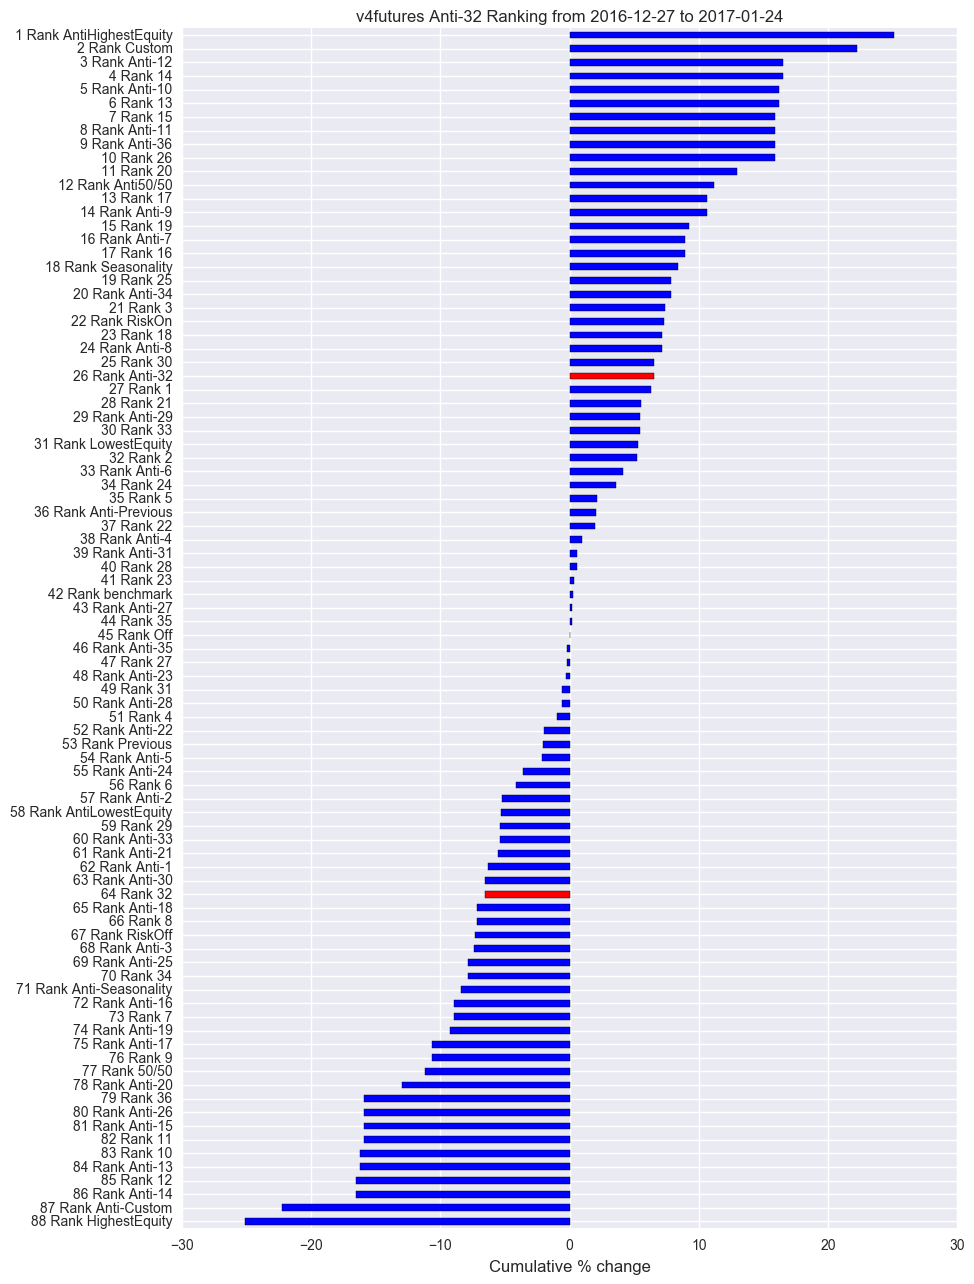 v4futures Anti-32 Ranking from 2016-12-27 to 2017-01-24
1 Rank AntiHighestEquity
2 Rank Custom
3 Rank Anti-12
4 Rank 14
5 Rank Anti-10
6 Rank 13
7 Rank 15
8 Rank Anti-11
9 Rank Anti-36
10 Rank 26
11 Rank 20
12 Rank Anti50/50
13 Rank 17
14 Rank Anti-9
15 Rank 19
16 Rank Anti-7
17 Rank 16
18 Rank Seasonality
19 Rank 25
20 Rank Anti-34
21 Rank 3
22 Rank RiskOn
23 Rank 18
24 Rank Anti-8
25 Rank 30
26 Rank Anti-32
27 Rank 1
28 Rank 21
29 Rank Anti-29
30 Rank 33
31 Rank LowestEquity
32 Rank 2
33 Rank Anti-6
34 Rank 24
35 Rank 5
36 Rank Anti-Previous
37 Rank 22
38 Rank Anti-4
39 Rank Anti-31
40 Rank 28
41 Rank 23
42 Rank benchmark
43 Rank Anti-27
44 Rank 35
45 Rank Off
46 Rank Anti-35
47 Rank 27
48 Rank Anti-23
49 Rank 31
50 Rank Anti-28
51 Rank 4
52 Rank Anti-22
53 Rank Previous
54 Rank Anti-5
55 Rank Anti-24
56 Rank 6
57 Rank Anti-2
58 Rank AntiLowestEquity
59 Rank 29
60 Rank Anti-33
61 Rank Anti-21
62 Rank Anti-1
63 Rank Anti-30
64 Rank 32
65 Rank Anti-18
66 Rank 8
67 Rank RiskOff
68 Rank Anti-3
69 Rank Anti-25
70 Rank 34
71 Rank Anti-Seasonality
72 Rank Anti-16
73 Rank 7
74 Rank Anti-19
75 Rank Anti-17
76 Rank 9
77 Rank 50/50
78 Rank Anti-20
79 Rank 36
80 Rank Anti-26
81 Rank Anti-15
82 Rank 11
83 Rank 10
84 Rank Anti-13
85 Rank 12
86 Rank Anti-14
87 Rank Anti-Custom
88 Rank HighestEquity
−30 −20 −10 0 10 20 30
Cumulative % change